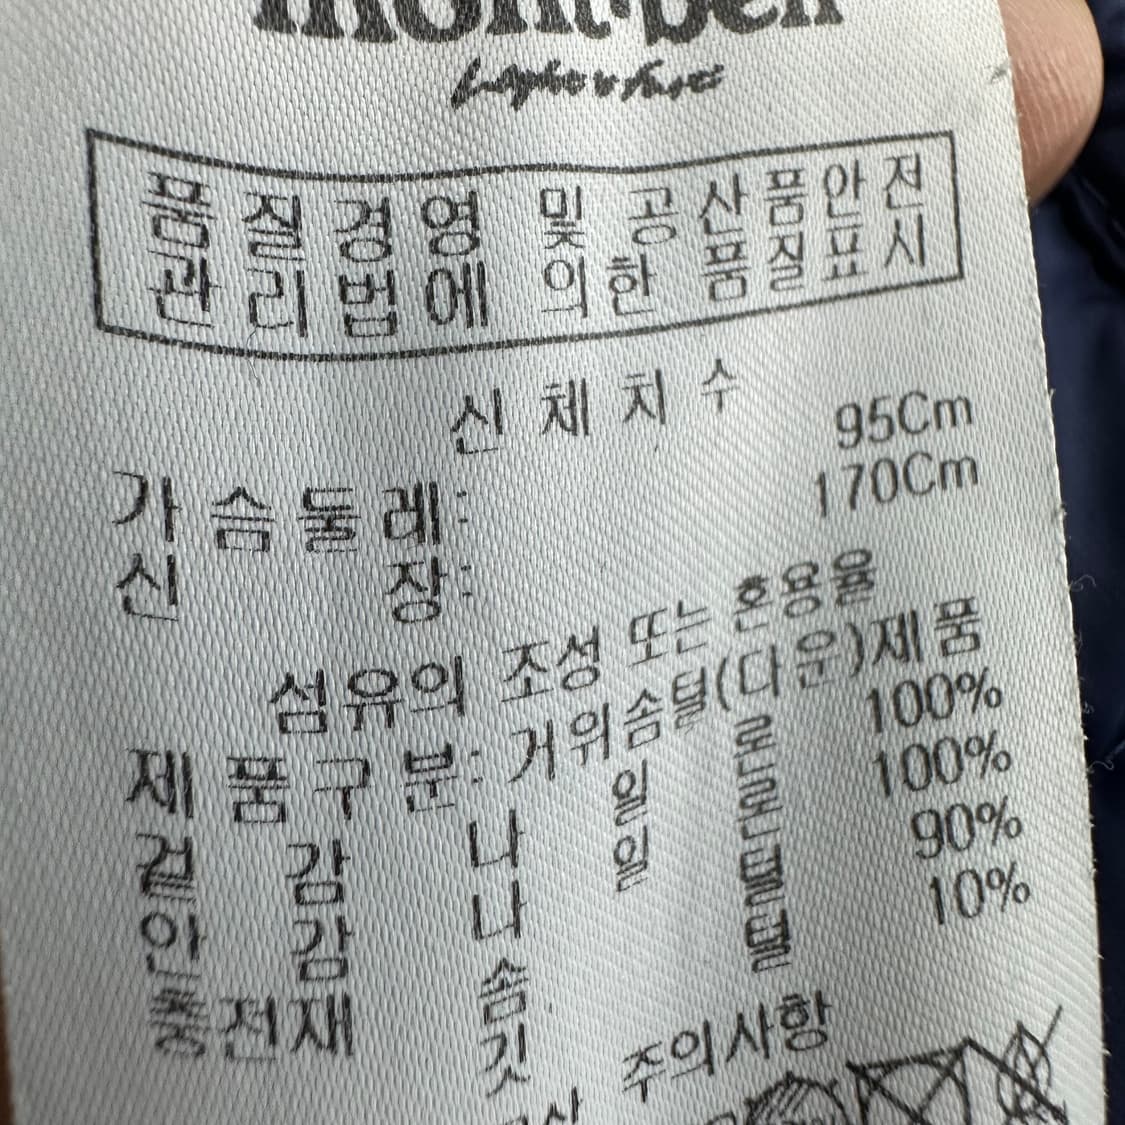 mont-bell
품질경영 및 공산품안전
관리법에 의한 품질표시
신체치수
가슴둘레: 95Cm
신장: 170Cm
섬유의 조성 또는 혼용율
제품구분: 거위솜털(다운)제품
겉감 나일론 100%
안감 나일론 100%
충전재 솜털 90%
깃털 10%
주의사항